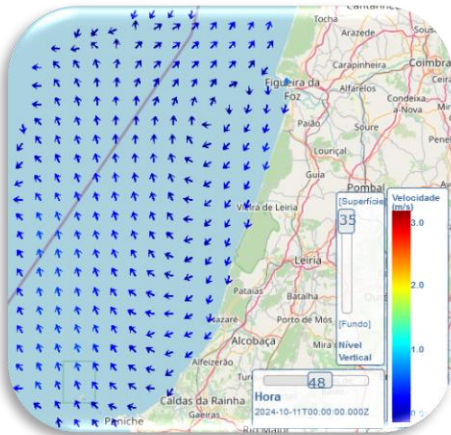 Tocha
Arazede
Carapinheira
Coimbra
Figueira da
Foz
Alfarelos
Condeixa
a-Nova
Paião
Soure
Louriçal
Guia
Pombal
Vieira de Leiria
Leiria
Pataias
Batalha
Porto de Mós
Nazaré
Alcobaça
Alfeizerão
Caldas da Rainha
Gaeiras
Peniche
[Superfície]
35
[Fundo]
Nível
Vertical
Velocidade
(m/s)
3.0
2.0
1.0
48
Hora
2024-10-11T00:00:00.000Z